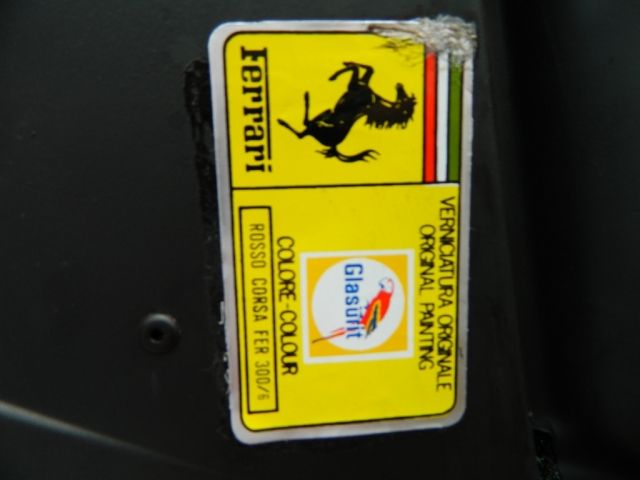 Ferrari
VERNICIATURA ORIGINALE
ORIGINAL PAINTING
Glasurit
COLORE-COLOUR
ROSSO CORSA FER 300/6